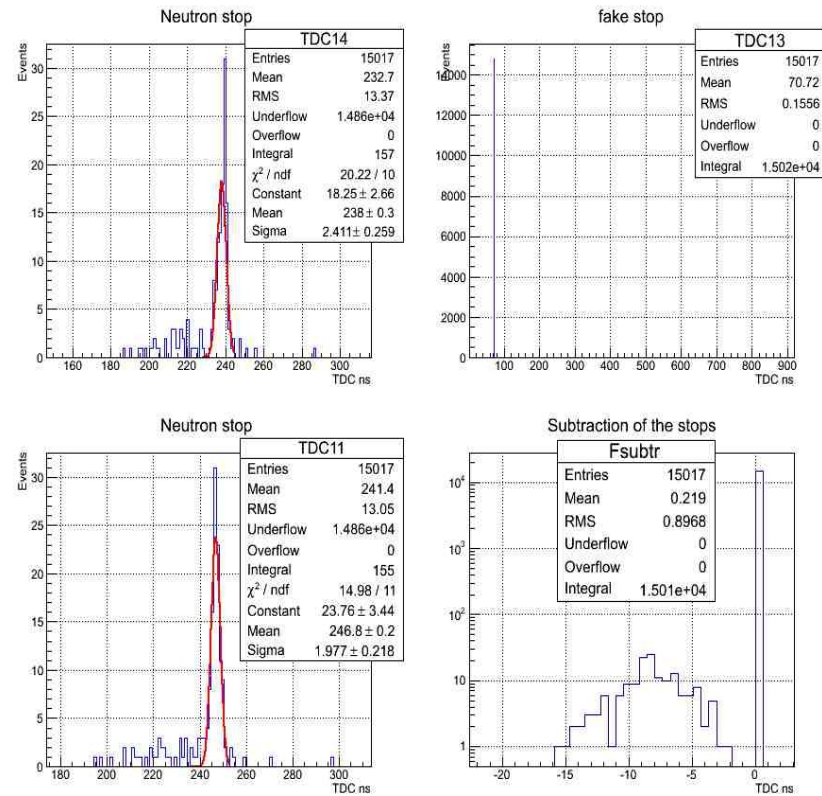 Neutron stop
TDC14
Entries 15017
Mean 232.7
RMS 13.37
Underflow 1.486e+04
Overflow 0
Integral 157
χ² / ndf 20.22 / 10
Constant 18.25 ± 2.66
Mean 238 ± 0.3
Sigma 2.411 ± 0.259
Events
30
25
20
15
10
5
0
160 180 200 220 240 260 280 300
TDC ns
fake stop
TDC13
Entries 15017
Mean 70.72
RMS 0.1556
Underflow 0
Overflow 0
Integral 1.502e+04
Events
14000
12000
10000
8000
6000
4000
2000
0
100 200 300 400 500 600 700 800 900
TDC ns
Neutron stop
TDC11
Entries 15017
Mean 241.4
RMS 13.05
Underflow 1.486e+04
Overflow 0
Integral 155
χ² / ndf 14.98 / 11
Constant 23.76 ± 3.44
Mean 246.8 ± 0.2
Sigma 1.977 ± 0.218
Events
30
25
20
15
10
5
0
180 200 220 240 260 280 300
TDC ns
Subtraction of the stops
Fsubtr
Entries 15017
Mean 0.219
RMS 0.8968
Underflow 0
Overflow 0
Integral 1.501e+04
10⁴
10³
10²
10
1
-20 -15 -10 -5 0
TDC ns